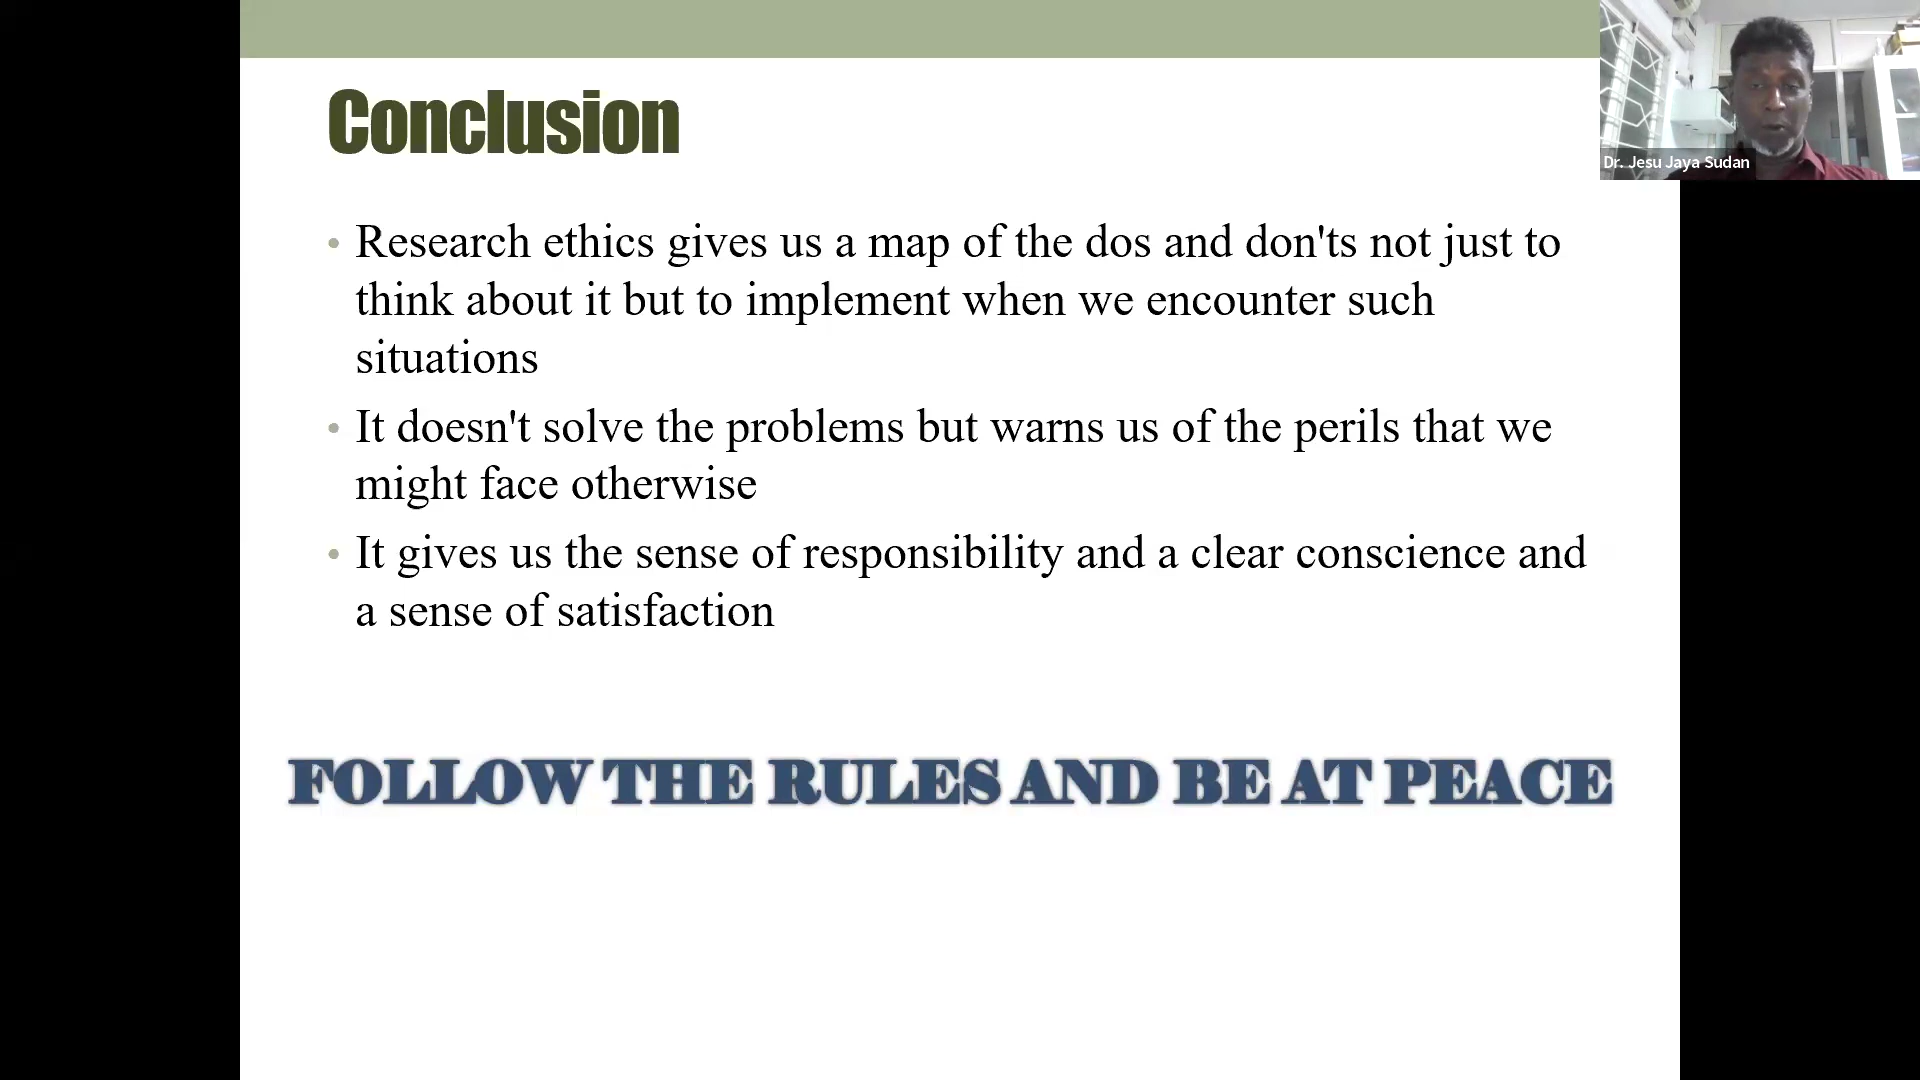 Conclusion
Dr. Jesu Jaya Sudan
• Research ethics gives us a map of the dos and don'ts not just to
think about it but to implement when we encounter such
situations
• It doesn't solve the problems but warns us of the perils that we
might face otherwise
• It gives us the sense of responsibility and a clear conscience and
a sense of satisfaction
FOLLOW THE RULES AND BE AT PEACE